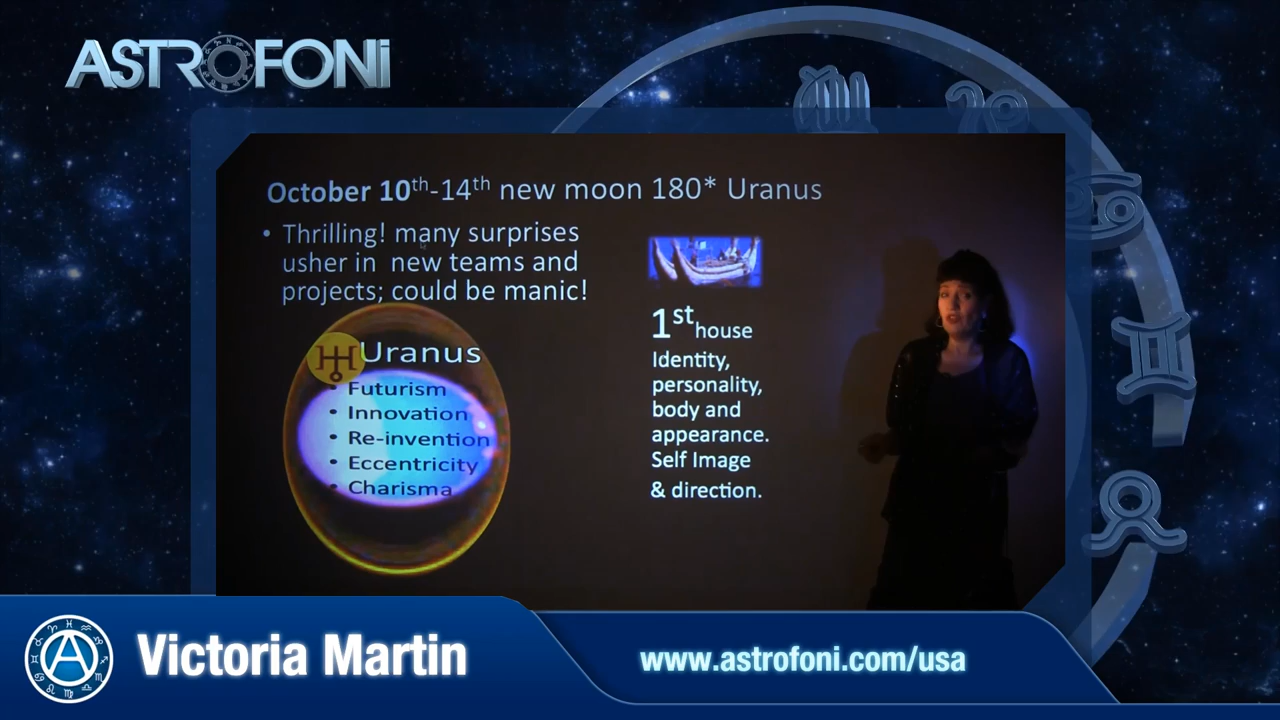 ASTROFONi
October 10th-14th new moon 180* Uranus
• Thrilling! many surprises
usher in new teams and
projects; could be manic!
Uranus
• Futurism
• Innovation
• Re-invention
• Eccentricity
• Charisma
1st house
Identity,
personality,
body and
appearance.
Self Image
& direction.
A
Victoria Martin
www.astrofoni.com/usa